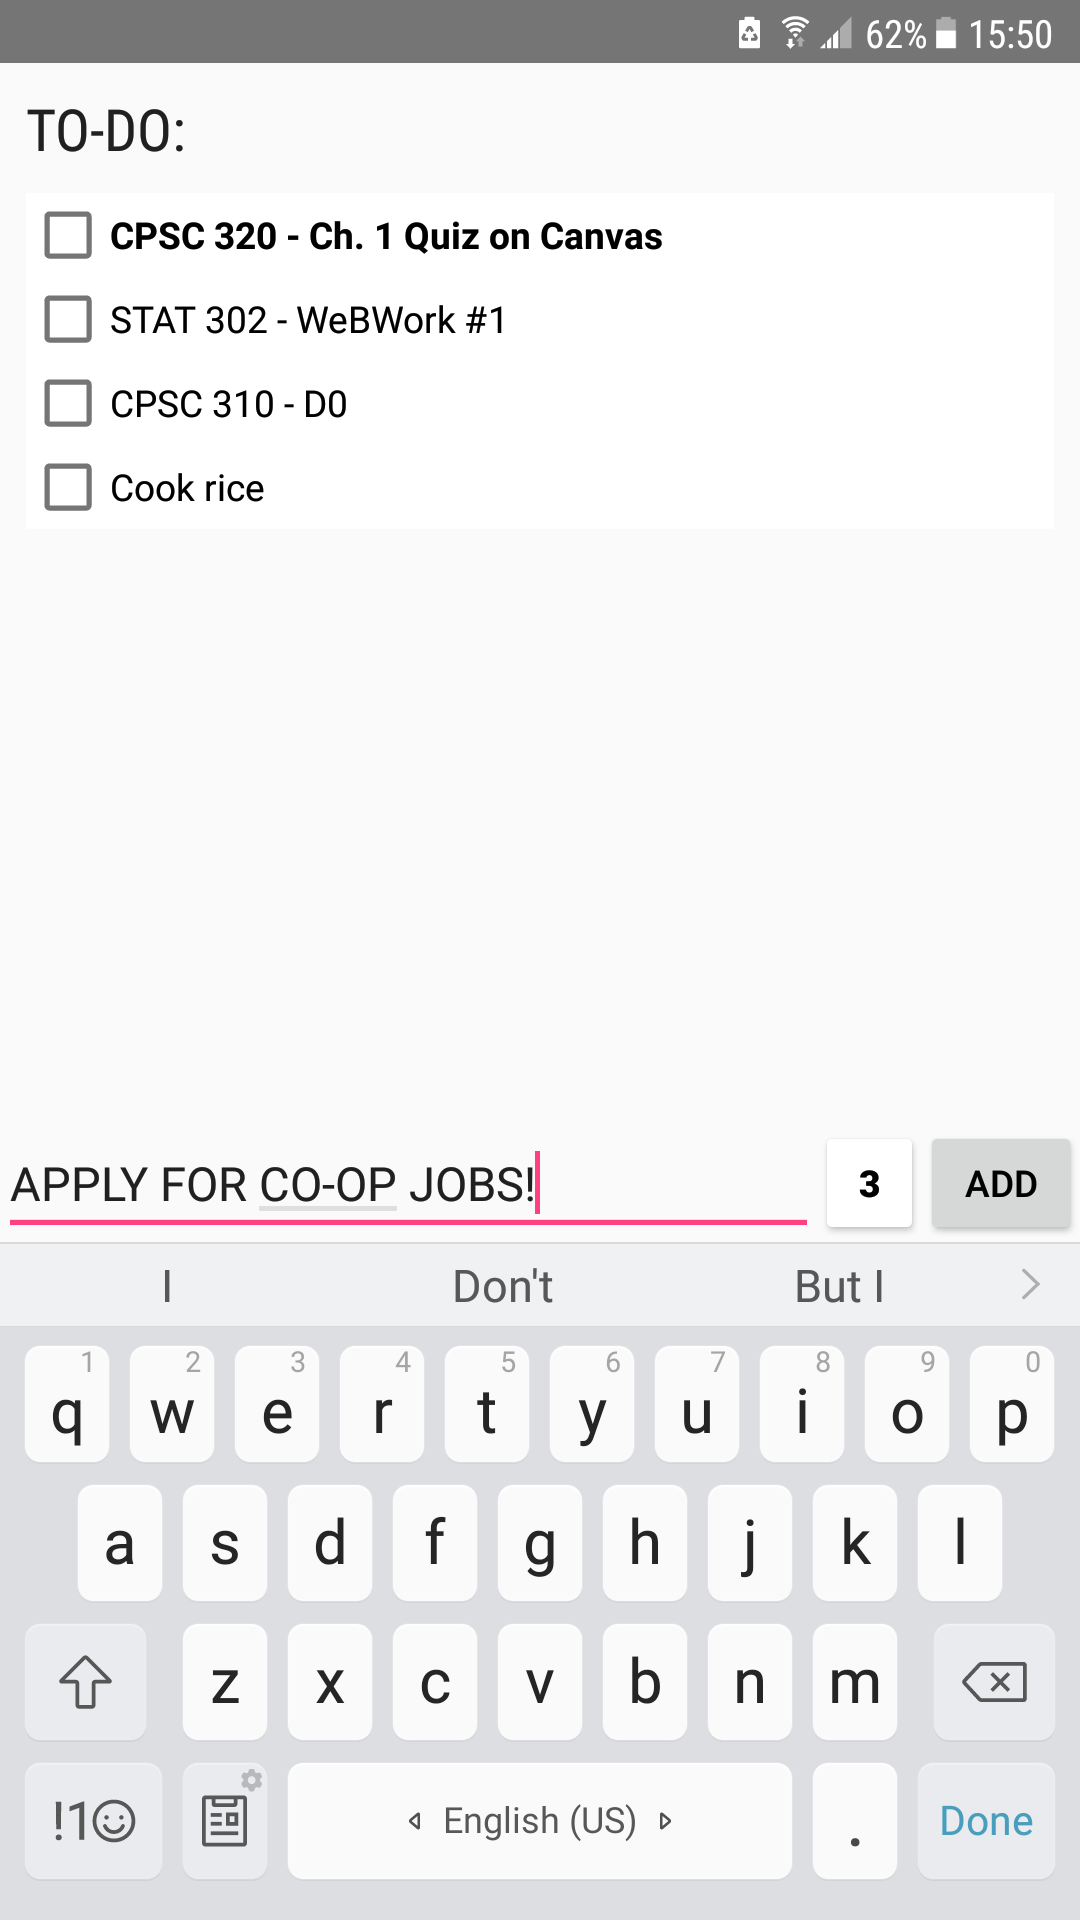 62% 15:50
TO-DO:
CPSC 320 - Ch. 1 Quiz on Canvas
STAT 302 - WeBWork #1
CPSC 310 - D0
Cook rice
APPLY FOR CO-OP JOBS! 3 ADD
I Don't But I
1 2 3 4 5 6 7 8 9 0
q w e r t y u i o p
a s d f g h j k l
z x c v b n m
!1 English (US) . Done